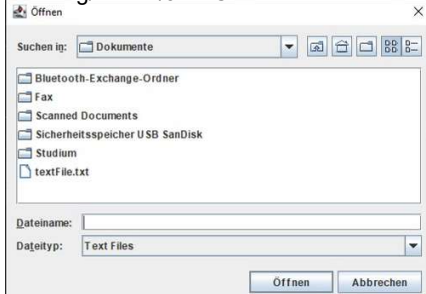 Öffnen
Suchen in: Dokumente
Bluetooth-Exchange-Ordner
Fax
Scanned Documents
Sicherheitsspeicher USB SanDisk
Studium
textFile.txt
Dateiname:
Dateityp: Text Files
Öffnen Abbrechen